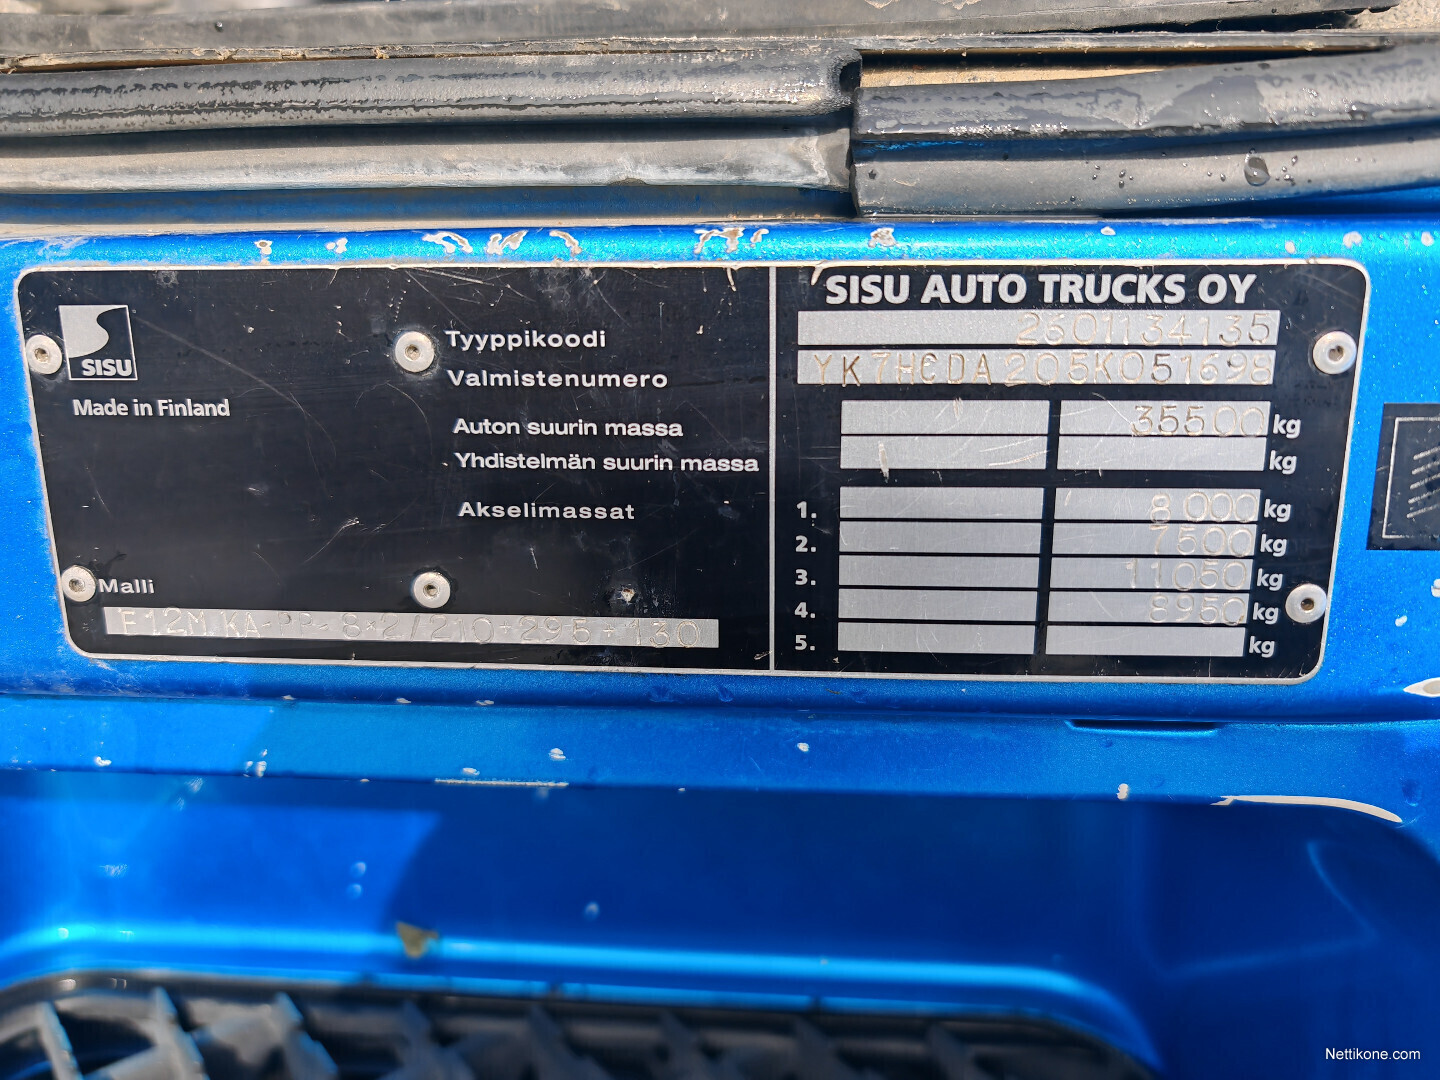 SISU
Made in Finland
Malli
E12M.KA-PP-8×2/210+295+130
Tyyppikoodi
Valmistenumero
Auton suurin massa
Yhdistelmän suurin massa
Akselimassat
SISU AUTO TRUCKS OY
2601134135
YK7HCDA205K051698
35500 kg
kg
1. 8 000 kg
2. 7500 kg
3. 11050 kg
4. 8950 kg
5. kg
Nettikone.com